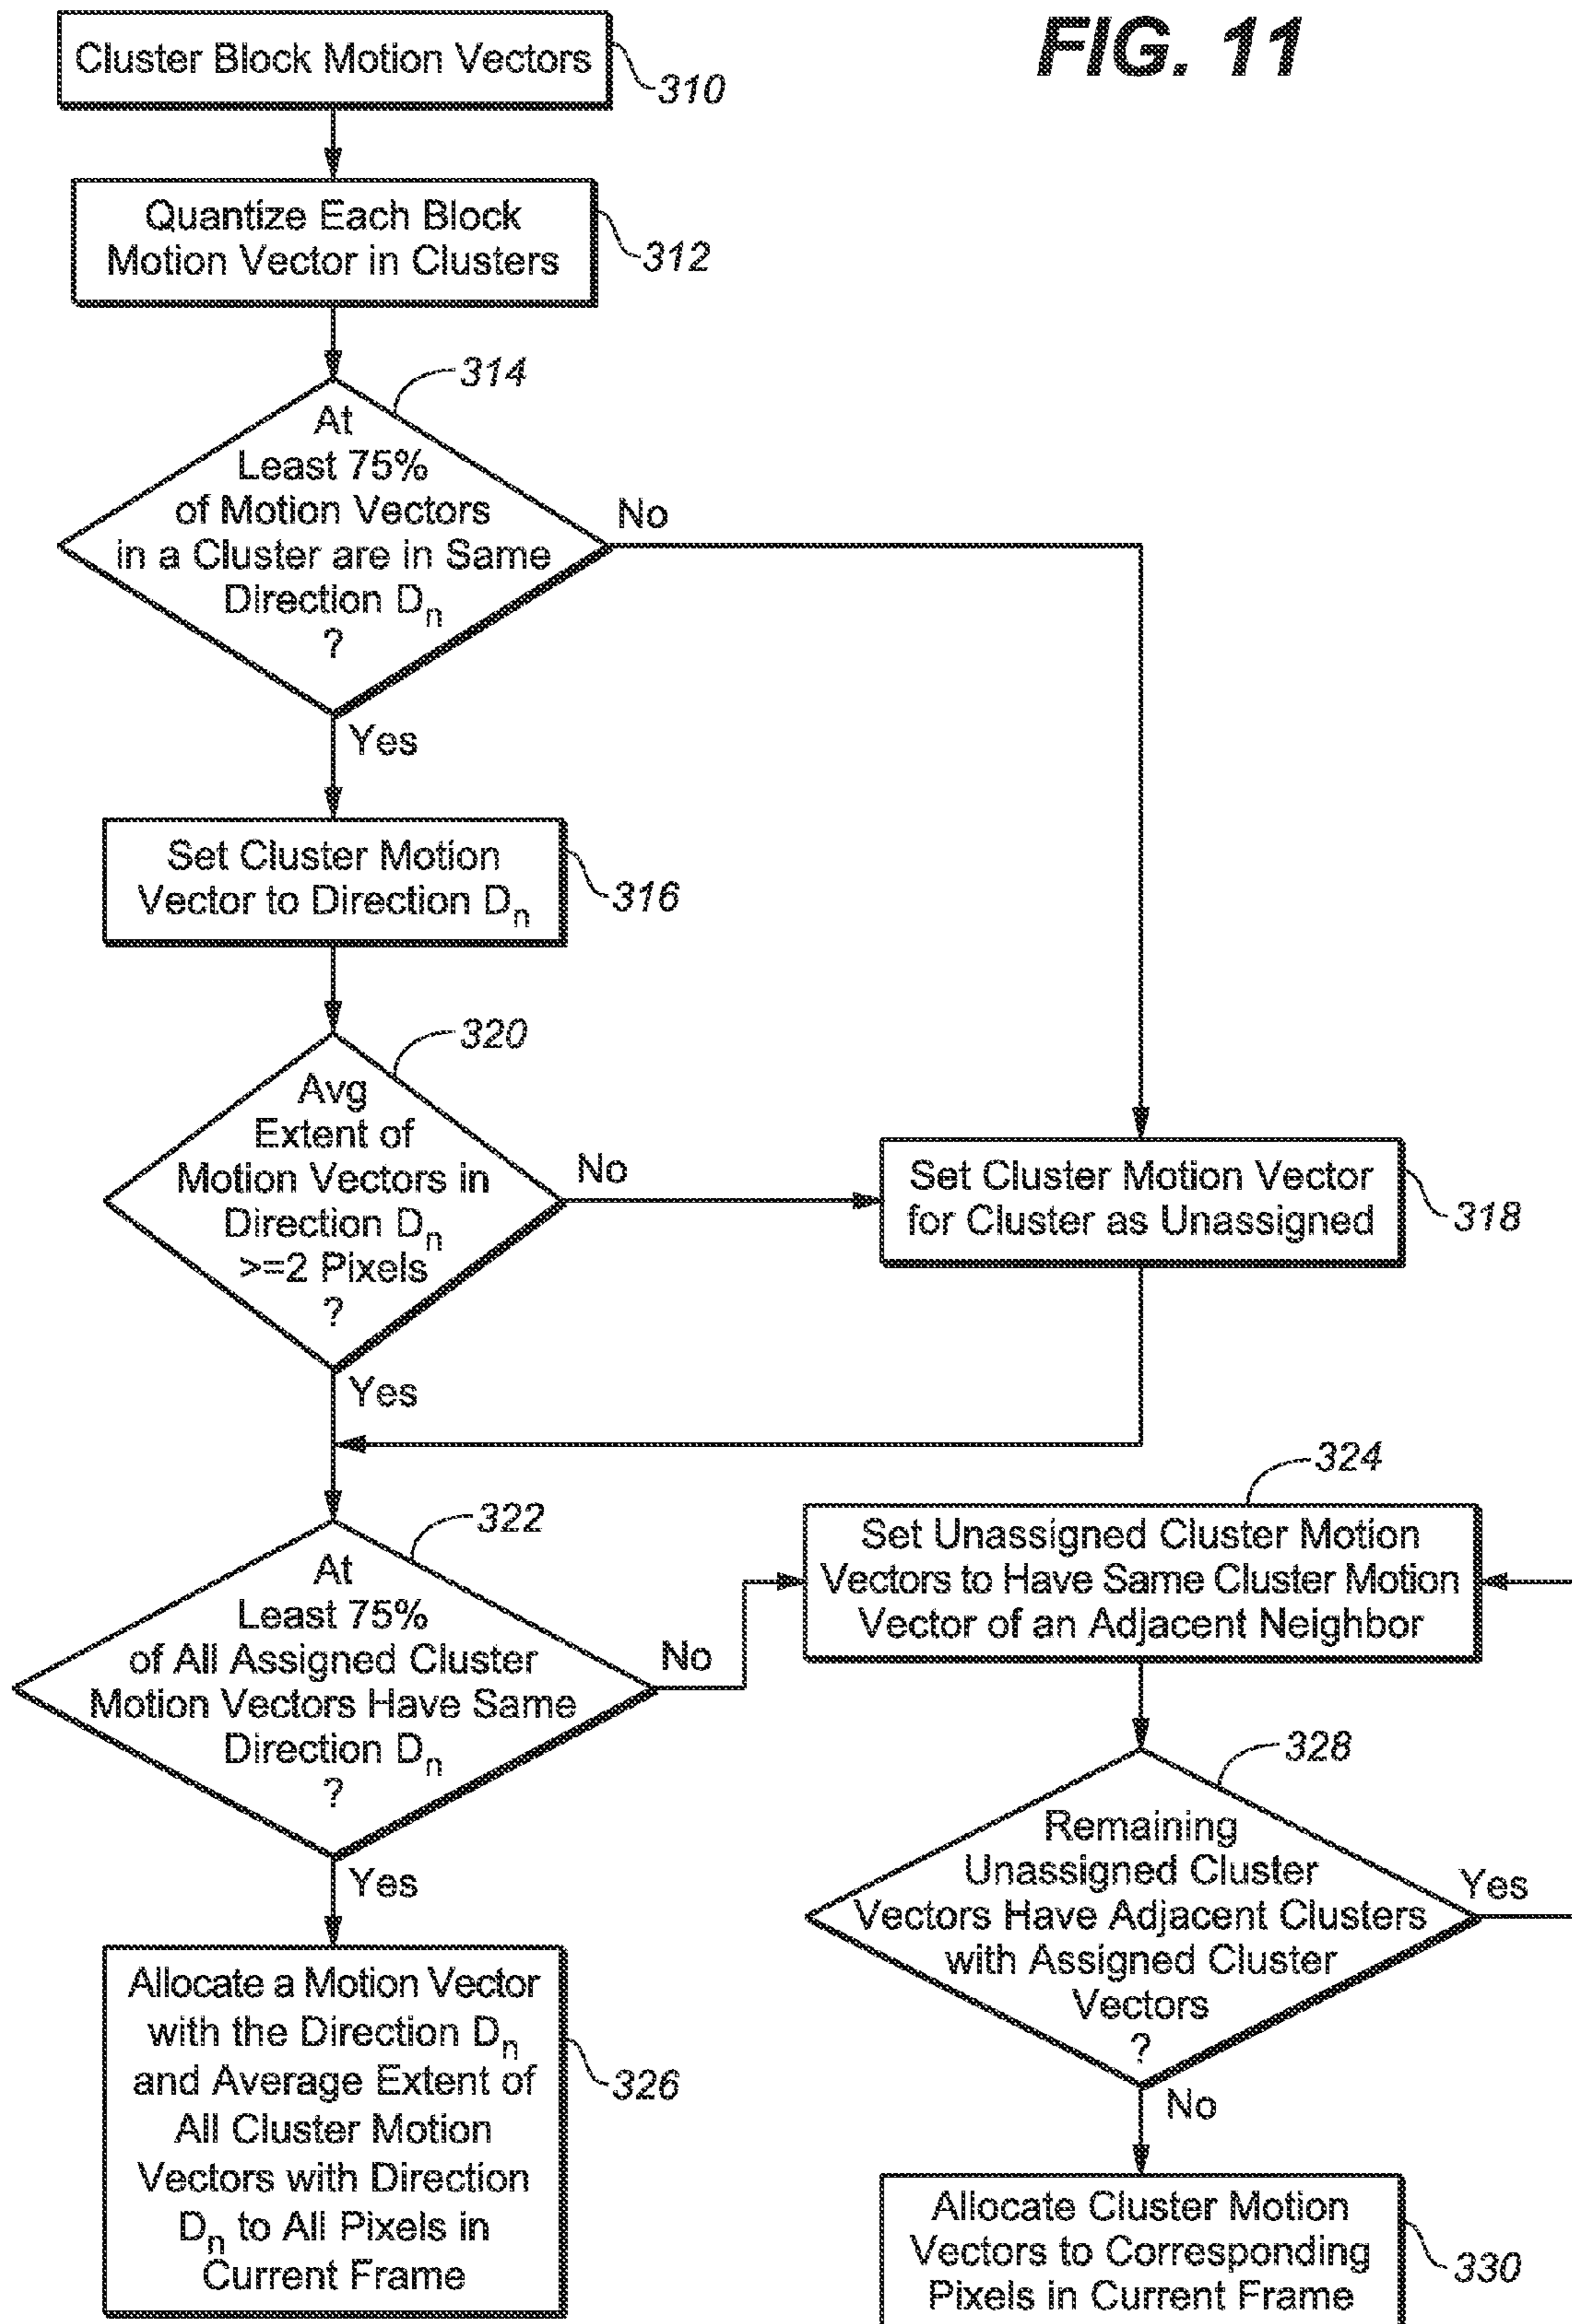 FIG. 11
Cluster Block Motion Vectors
310
Quantize Each Block
Motion Vector in Clusters
312
314
At
Least 75%
of Motion Vectors
in a Cluster are in Same
Direction Dn
?
No
Yes
Set Cluster Motion
Vector to Direction Dn
316
320
Avg
Extent of
Motion Vectors in
Direction Dn
>=2 Pixels
?
No
Yes
Set Cluster Motion Vector
for Cluster as Unassigned
318
322
At
Least 75%
of All Assigned Cluster
Motion Vectors Have Same
Direction Dn
?
No
Yes
324
Set Unassigned Cluster Motion
Vectors to Have Same Cluster Motion
Vector of an Adjacent Neighbor
328
Remaining
Unassigned Cluster
Vectors Have Adjacent Clusters
with Assigned Cluster
Vectors
?
Yes
No
Allocate a Motion Vector
with the Direction Dn
and Average Extent of
All Cluster Motion
Vectors with Direction
Dn to All Pixels in
Current Frame
326
Allocate Cluster Motion
Vectors to Corresponding
Pixels in Current Frame
330